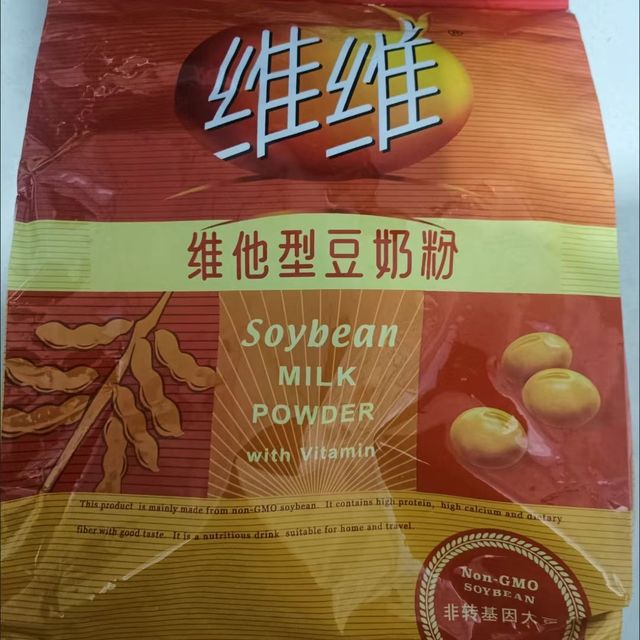 维维®
维他型豆奶粉
Soybean
MILK
POWDER
with Vitamin
This product is mainly made from non-GMO soybean. It contains high protein, high calcium and dietary
fiber with good taste. It is a nutritious drink suitable for home and travel.
Non-GMO
SOYBEAN
非转基因大